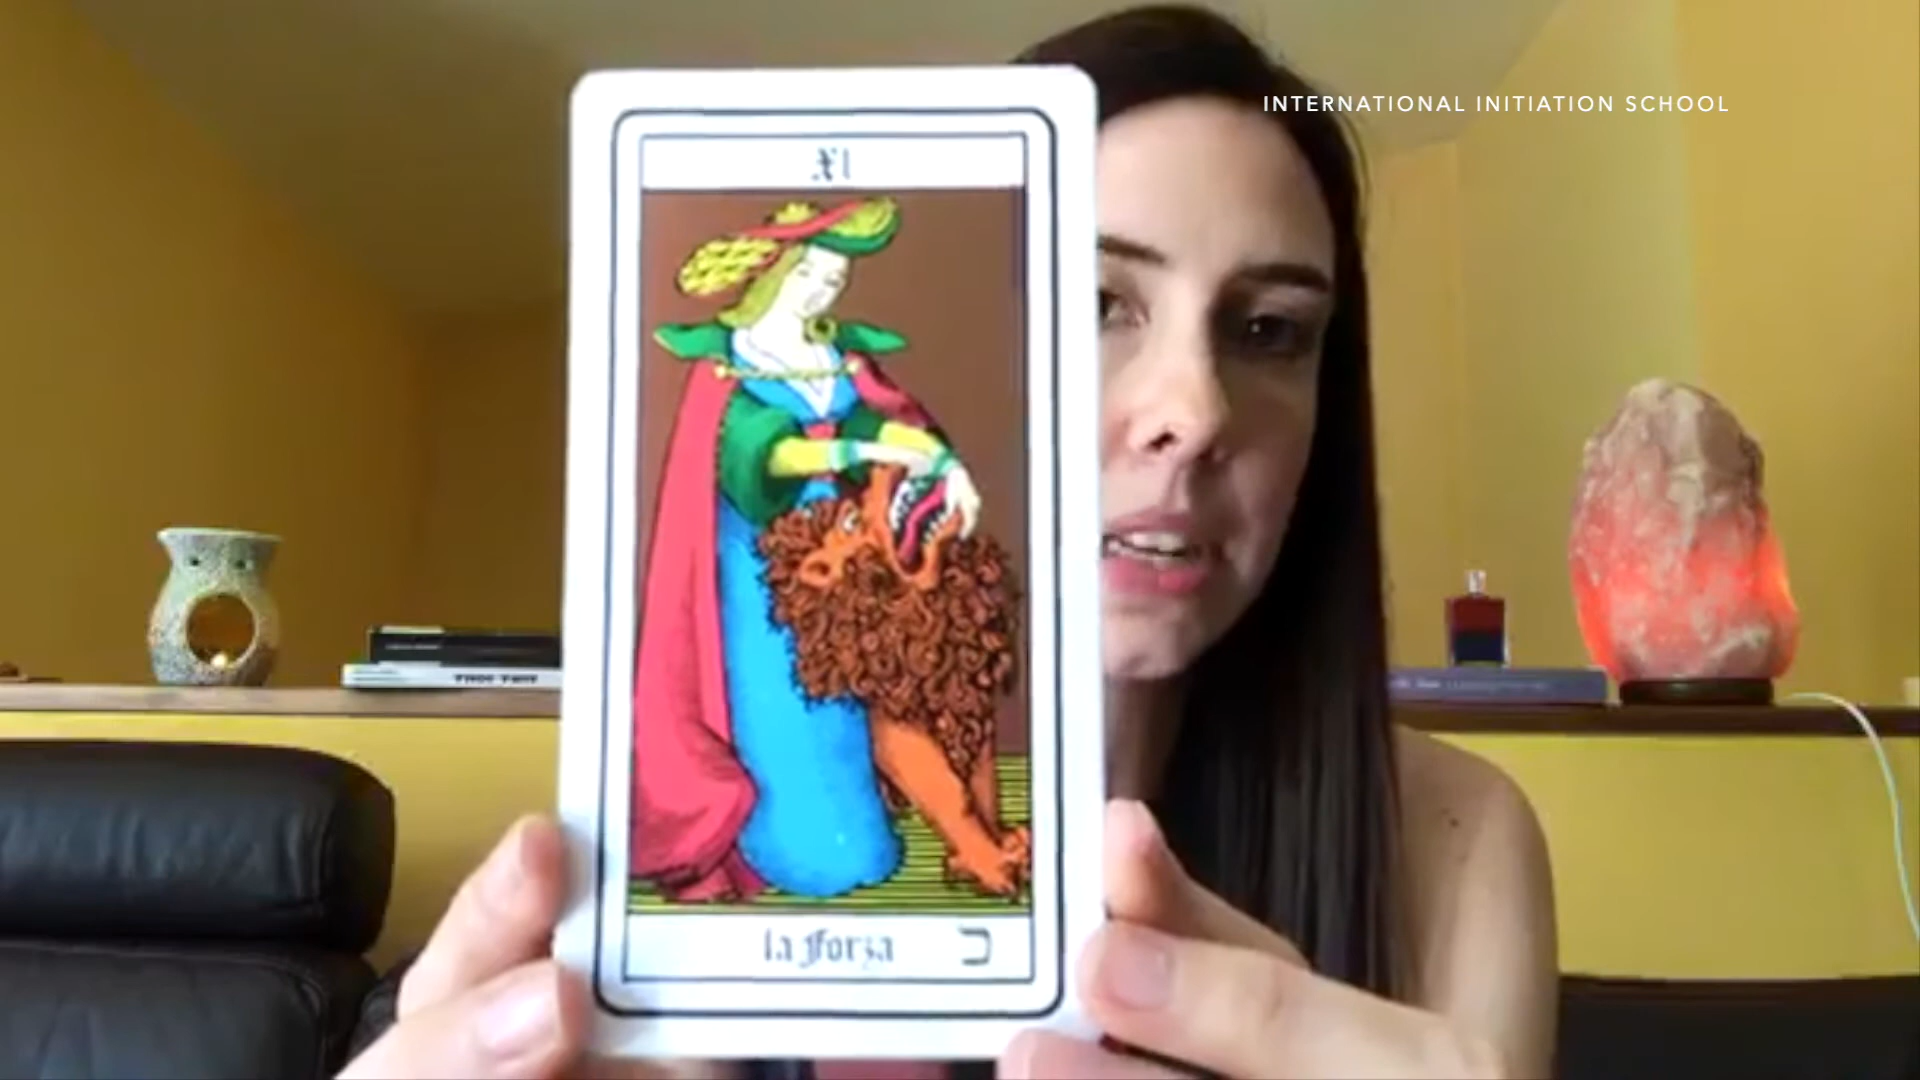 INTERNATIONAL INITIATION SCHOOL
XI
la Forza כ